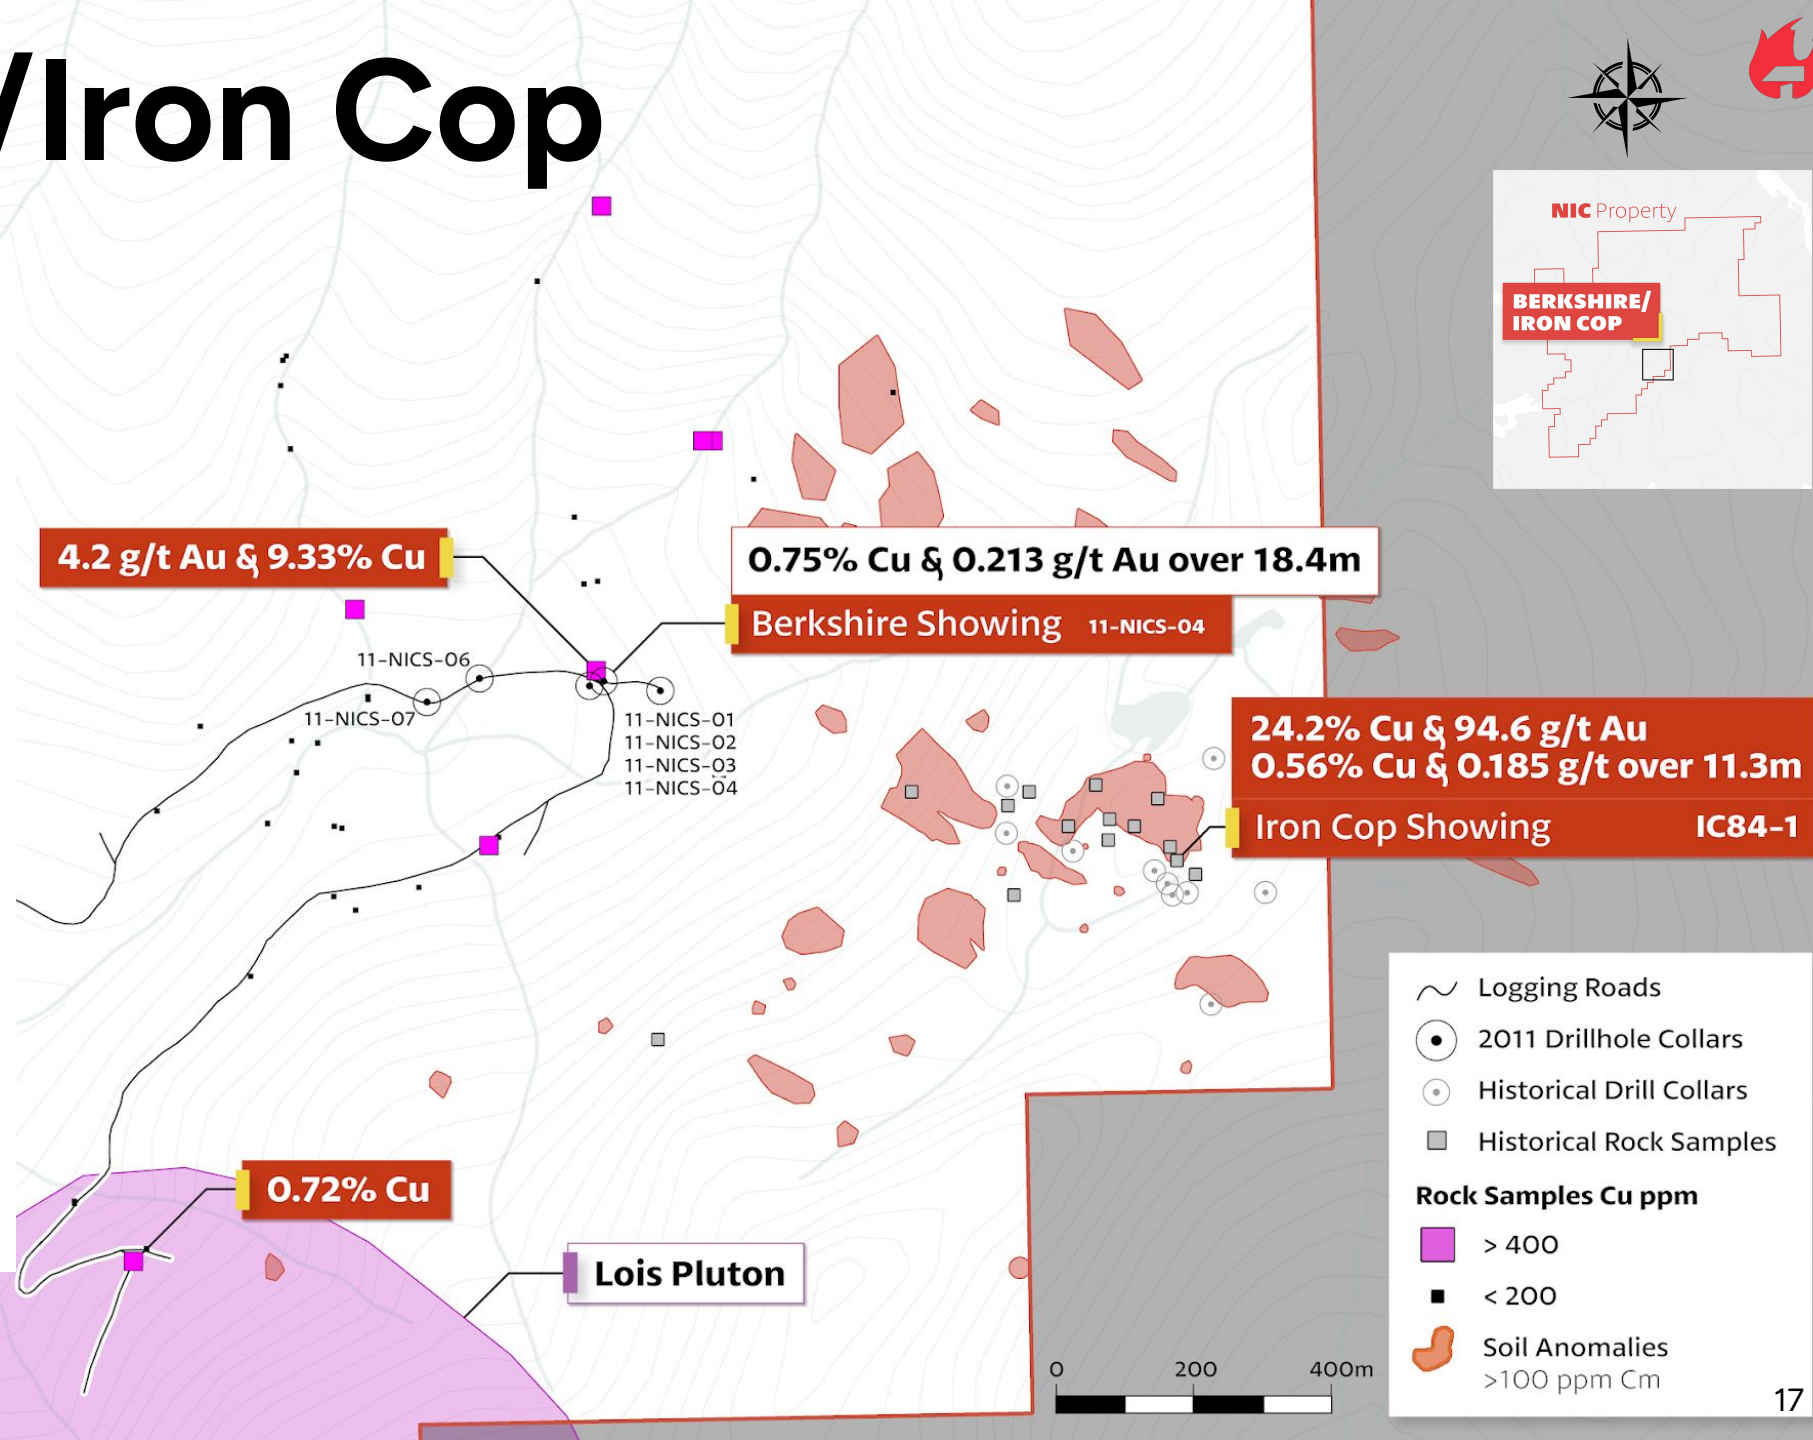 /Iron Cop
NIC Property
BERKSHIRE/
IRON COP
4.2 g/t Au & 9.33% Cu
0.75% Cu & 0.213 g/t Au over 18.4m
Berkshire Showing 11-NICS-04
11-NICS-06
11-NICS-07
11-NICS-01
11-NICS-02
11-NICS-03
11-NICS-04
24.2% Cu & 94.6 g/t Au
0.56% Cu & 0.185 g/t over 11.3m
Iron Cop Showing IC84-1
0.72% Cu
Lois Pluton
Logging Roads
2011 Drillhole Collars
Historical Drill Collars
Historical Rock Samples
Rock Samples Cu ppm
> 400
< 200
Soil Anomalies
>100 ppm Cm
0 200 400m
17